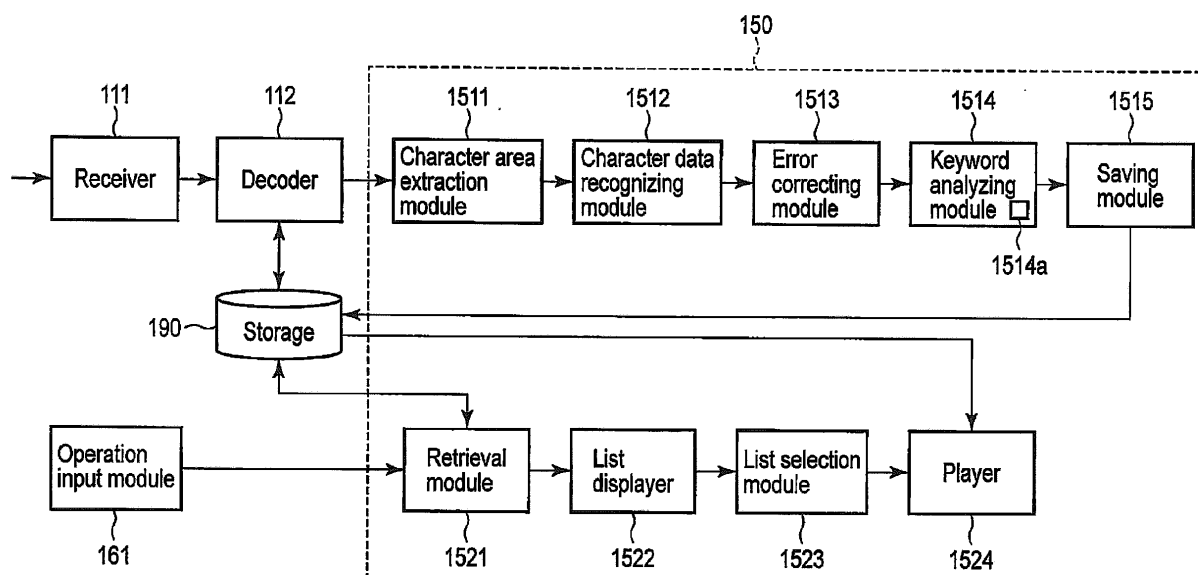 150
111
112
1511
1512
1513
1514
1515
Receiver
Decoder
Character area
extraction
module
Character data
recognizing
module
Error
correcting
module
Keyword
analyzing
module
Saving
module
1514a
190
Storage
Operation
input module
Retrieval
module
List
displayer
List selection
module
Player
161
1521
1522
1523
1524